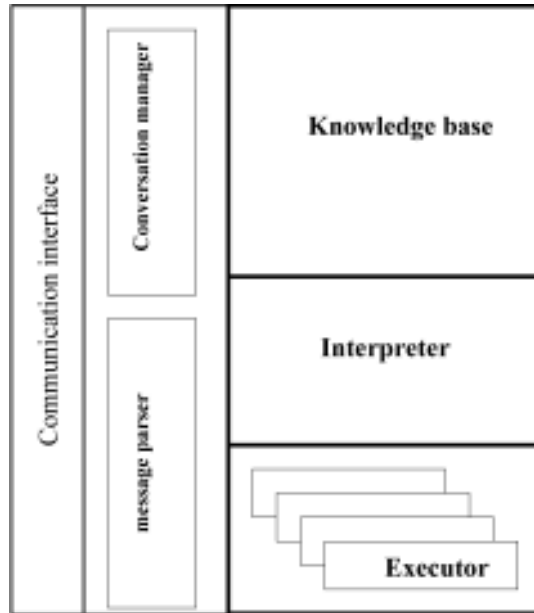 Communication interface
Conversation manager
message parser
Knowledge base
Interpreter
Executor